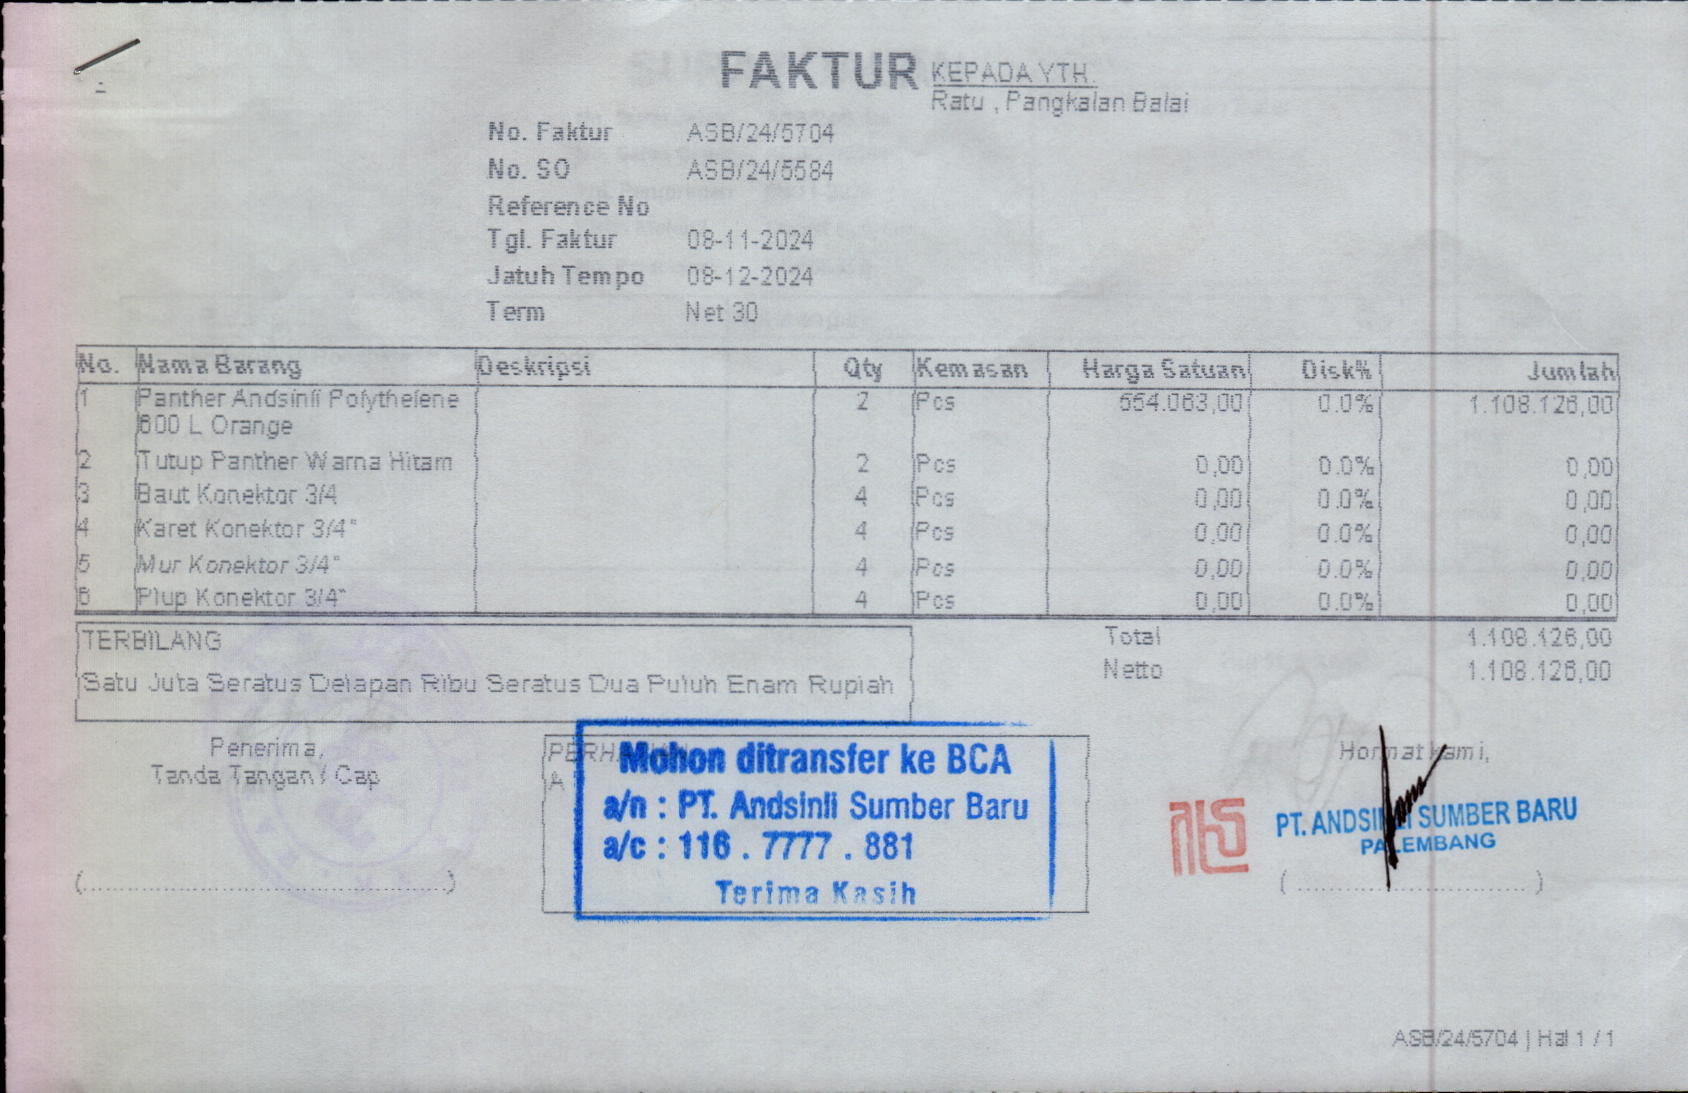 FAKTUR
KEPADA YTH.
Ratu , Pangkalan Balai
No. Faktur ASB/24/5704
No. SO ASB/24/5584
Reference No
Tgl. Faktur 08-11-2024
Jatuh Tempo 08-12-2024
Term Net 30
No. Nama Barang Deskripsi Qty Kemasan Harga Satuan Disk% Jumlah
1 Panther Andsinli Polythelene 2 Pcs 554.063,00 0.0% 1.108.126,00
600 L Orange
2 Tutup Panther Warna Hitam 2 Pcs 0,00 0.0% 0,00
3 Baut Konektor 3/4 4 Pcs 0,00 0.0% 0,00
4 Karet Konektor 3/4" 4 Pcs 0,00 0.0% 0,00
5 Mur Konektor 3/4" 4 Pcs 0,00 0.0% 0,00
6 Plup Konektor 3/4" 4 Pcs 0,00 0.0% 0,00
TERBILANG
Satu Juta Seratus Delapan Ribu Seratus Dua Puluh Enam Rupiah
Total 1.108.126,00
Netto 1.108.126,00
Penerima,
Tanda Tangan / Cap
Mohon ditransfer ke BCA
a/n : PT. Andsinli Sumber Baru
a/c : 116 . 7777 . 881
Terima Kasih
Hormat kami,
PT. ANDSINLI SUMBER BARU
PALEMBANG
ASB/24/5704 | Hal 1 / 1